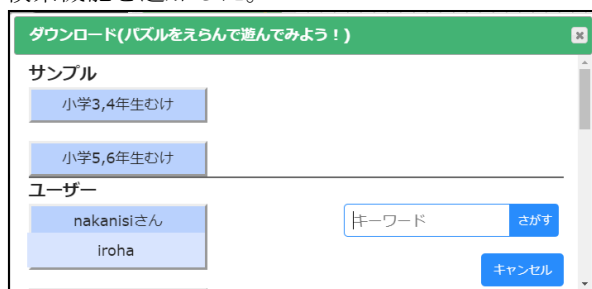 ダウンロード(パズルをえらんで遊んでみよう！)
サンプル
小学3,4年生むけ
小学5,6年生むけ
ユーザー
nakanisiさん
キーワード
さがす
iroha
キャンセル